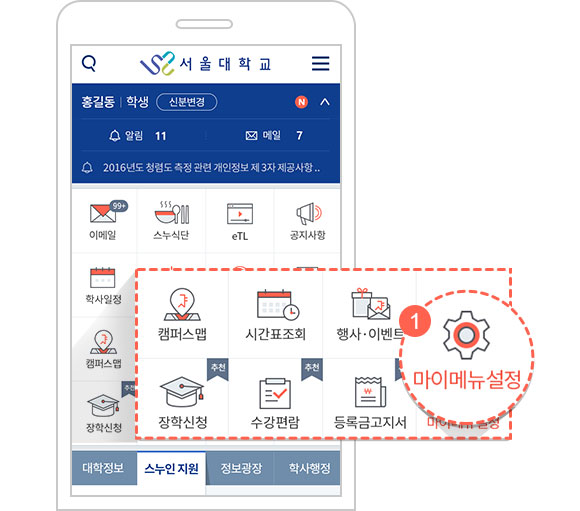 서울대학교
홍길동 | 학생 신분변경 N
알림 11 메일 7
2016년도 청렴도 측정 관련 개인정보 제 3자 제공사항 ..
99+
이메일 스누식단 eTL 공지사항
학사일정
캠퍼스맵
추천
장학신청
캠퍼스맵 시간표조회 행사·이벤트
1
마이메뉴설정
추천 추천
장학신청 수강편람 등록금고지서 마이메뉴설정
대학정보 스누인 지원 정보광장 학사행정